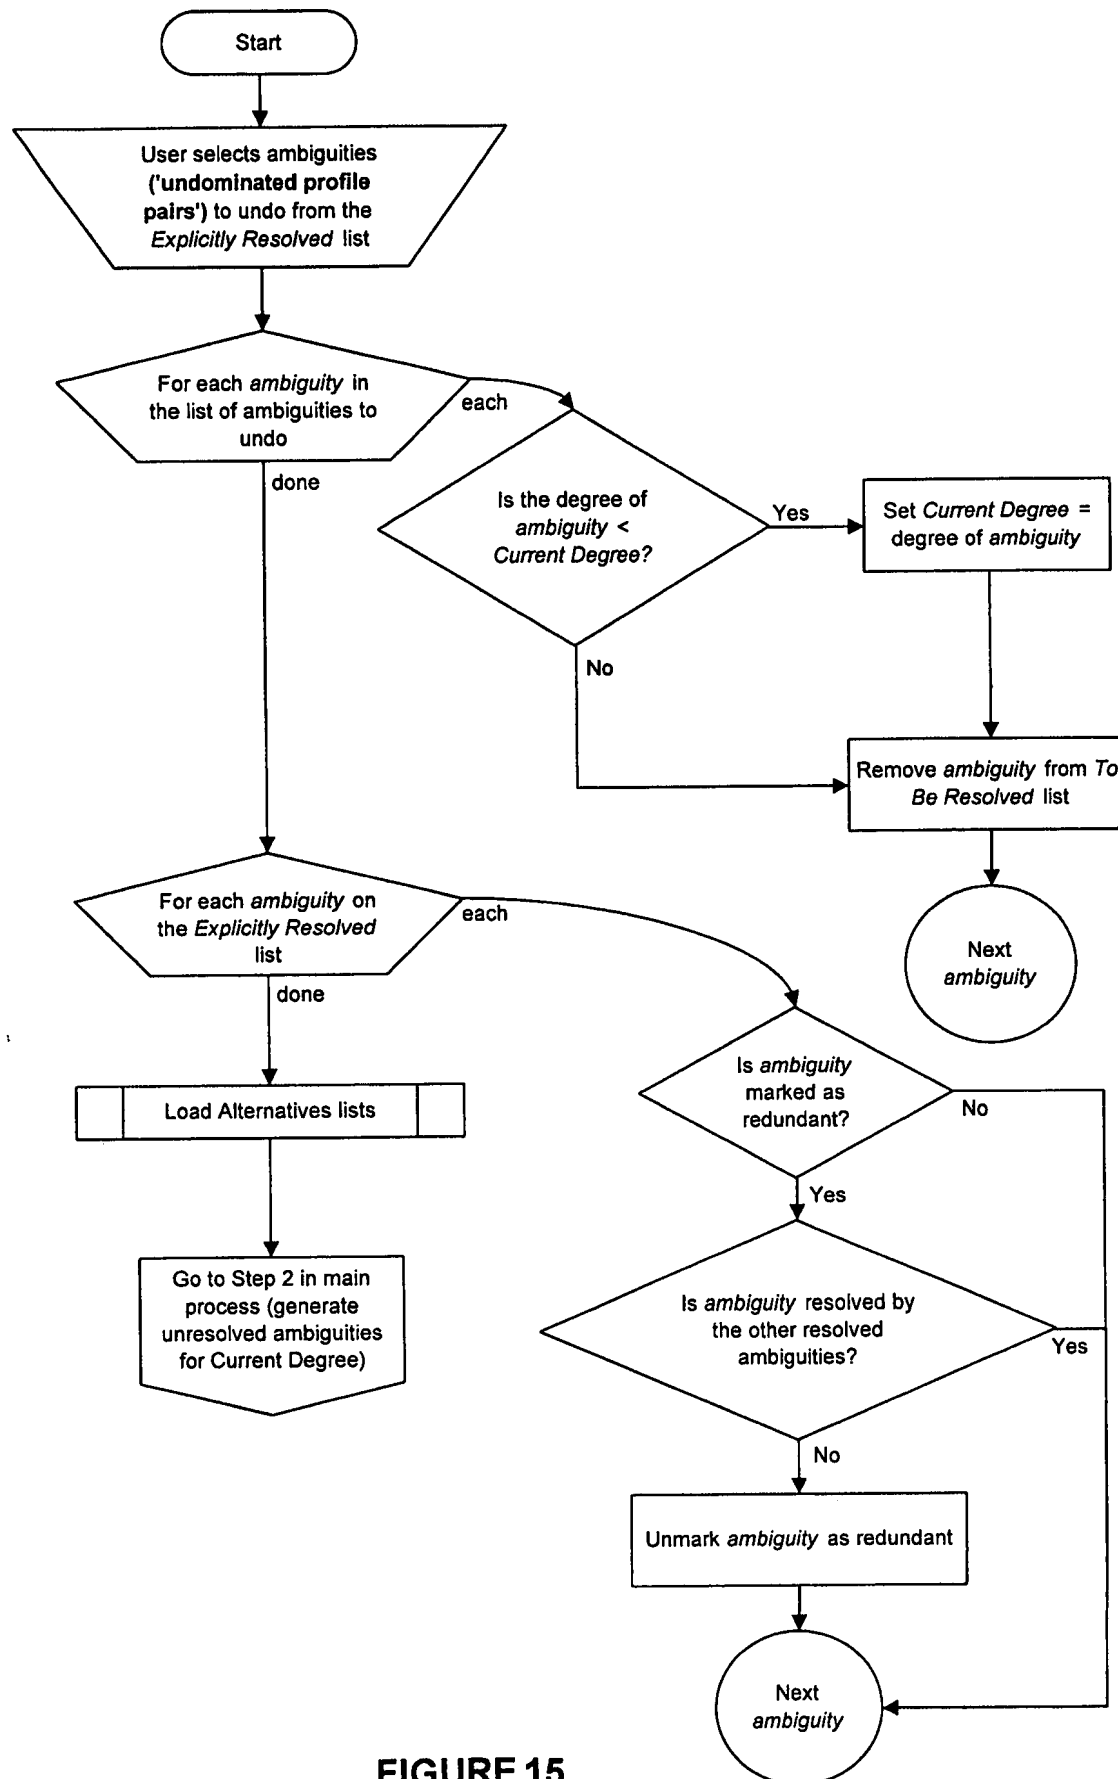 Start
User selects ambiguities
('undominated profile
pairs') to undo from the
Explicitly Resolved list
For each ambiguity in
the list of ambiguities to
undo
each
done
Is the degree of
ambiguity <
Current Degree?
Yes
Set Current Degree =
degree of ambiguity
No
Remove ambiguity from To
Be Resolved list
Next
ambiguity
For each ambiguity on
the Explicitly Resolved
list
each
done
Is ambiguity
marked as
redundant?
No
Yes
Load Alternatives lists
Go to Step 2 in main
process (generate
unresolved ambiguities
for Current Degree)
Is ambiguity resolved by
the other resolved
ambiguities?
Yes
No
Unmark ambiguity as redundant
Next
ambiguity
FIGURE 15